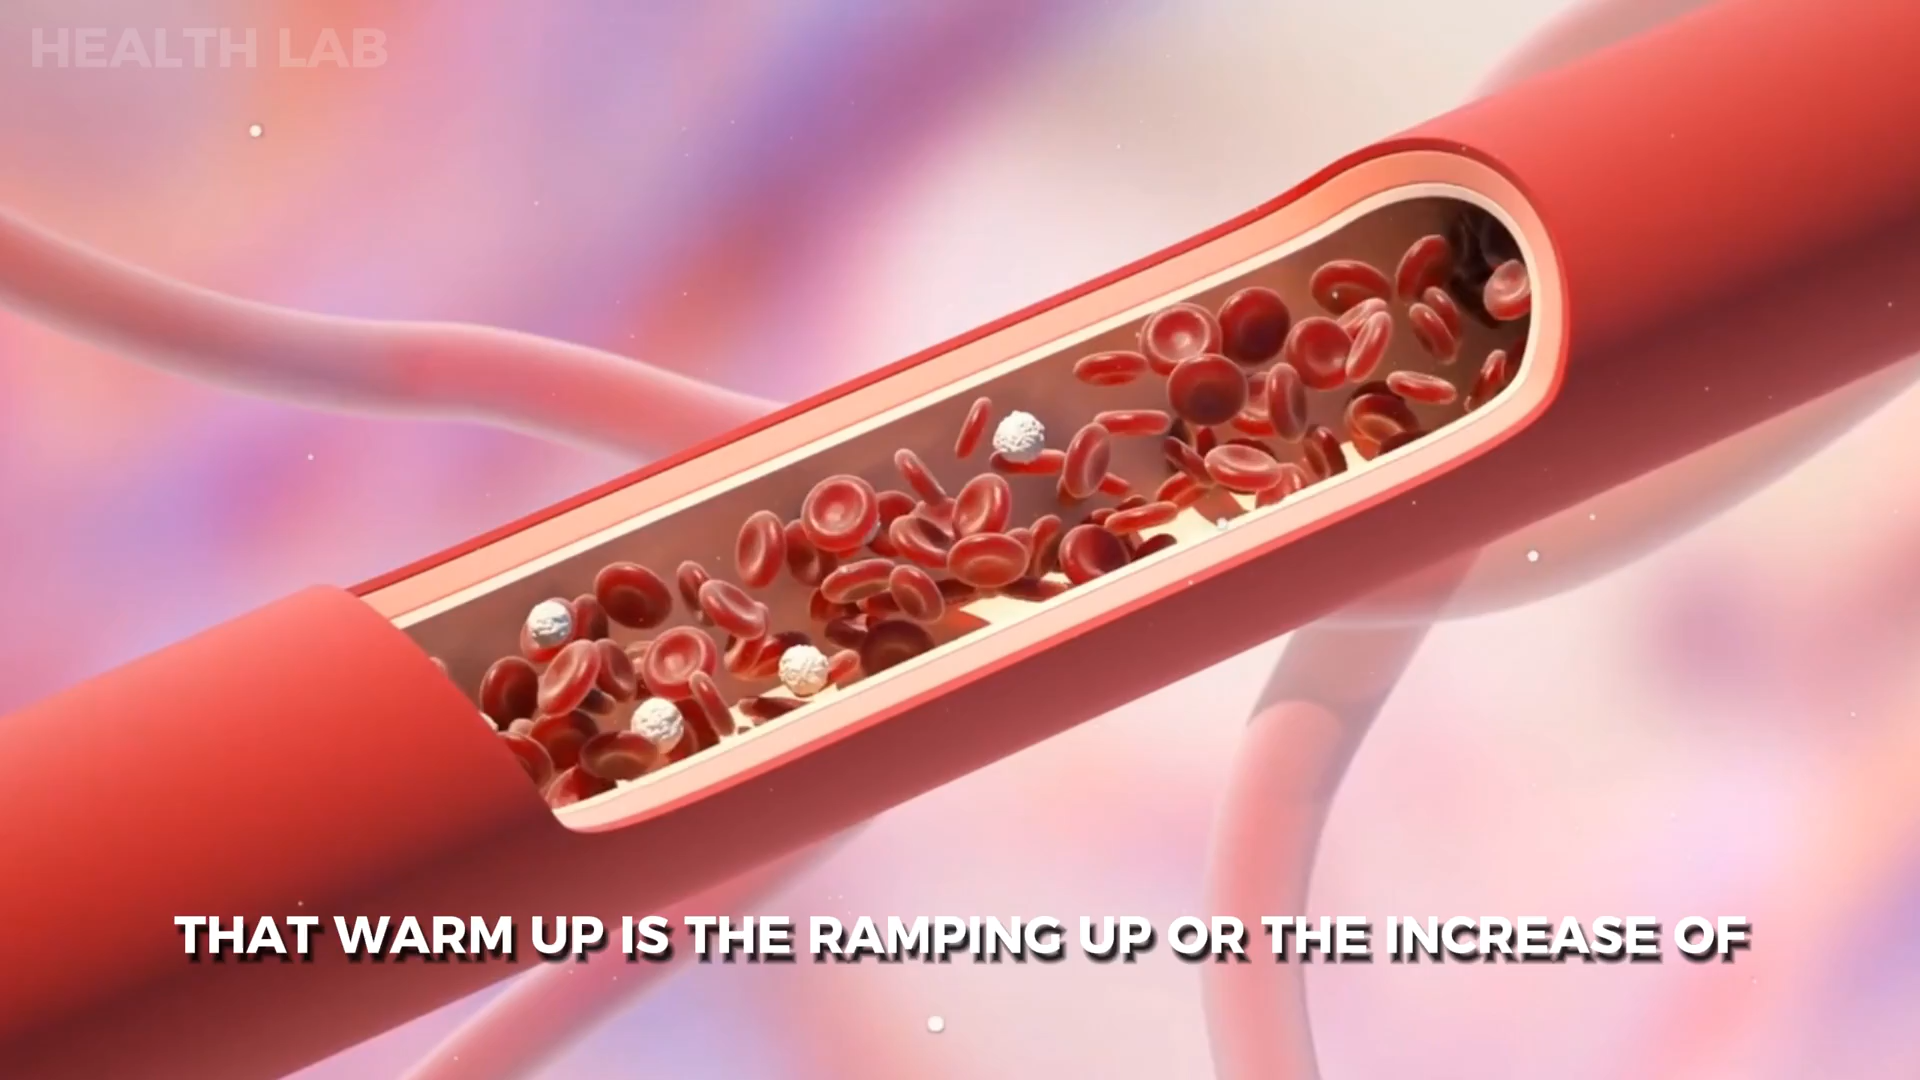 HEALTH LAB
THAT WARM UP IS THE RAMPING UP OR THE INCREASE OF